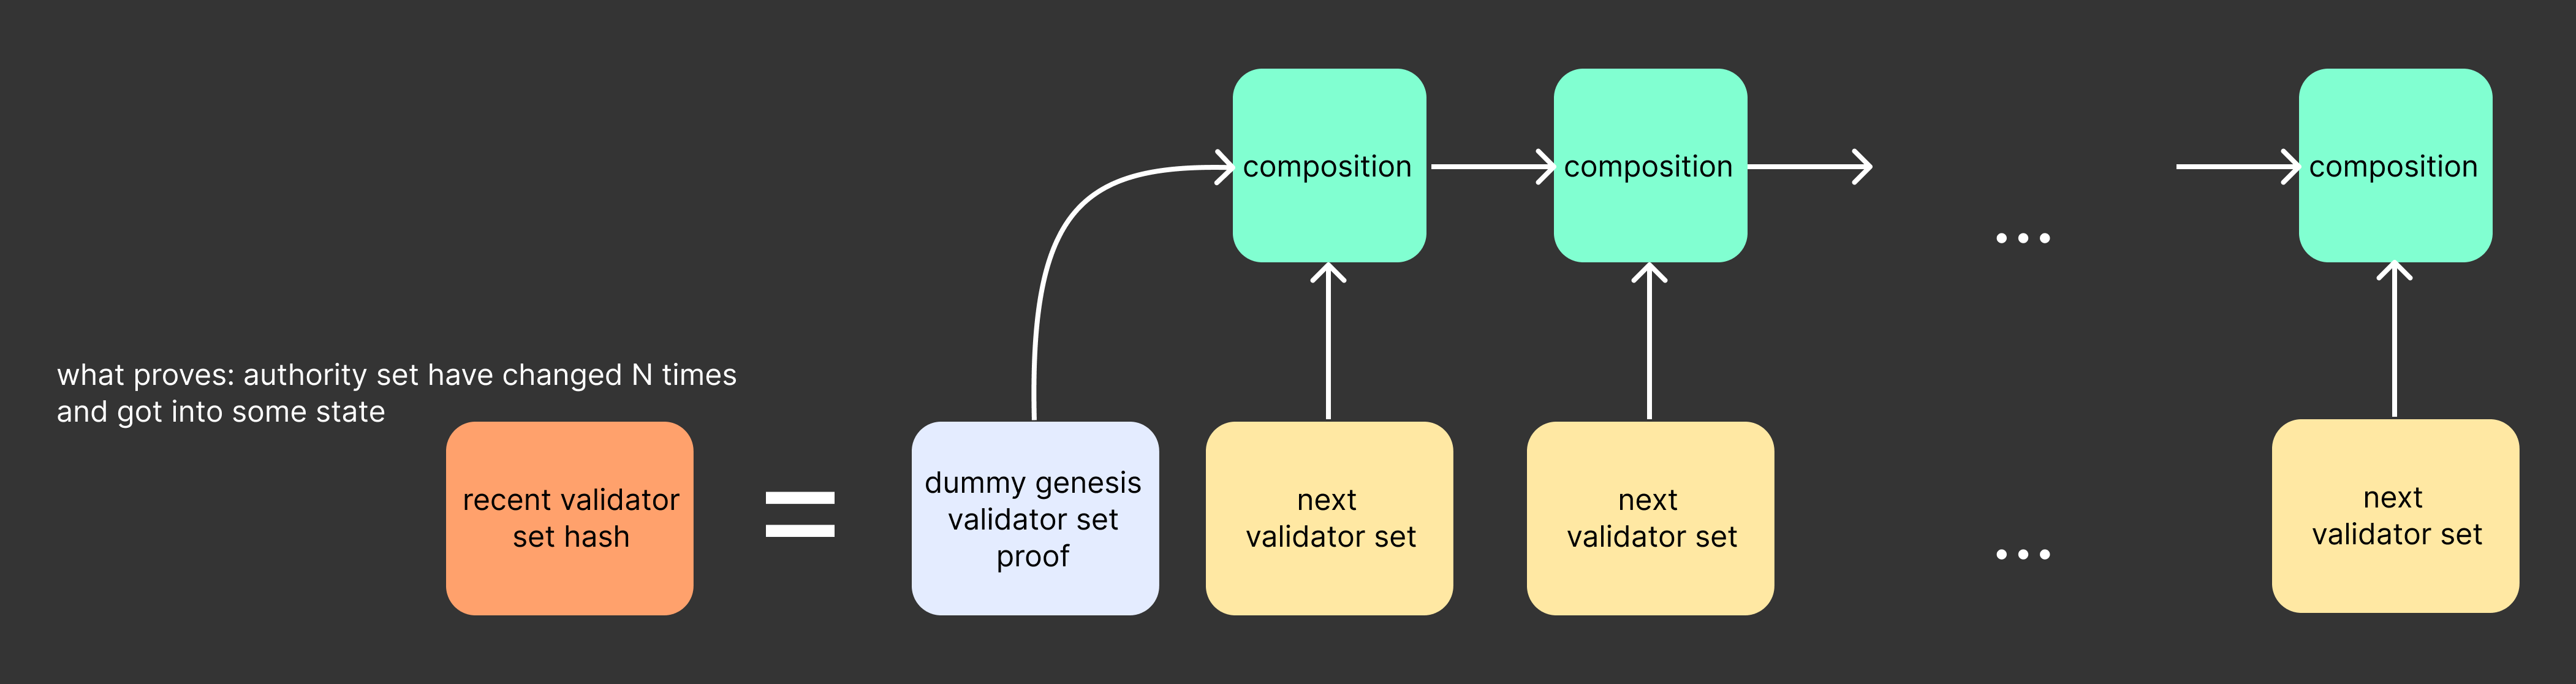 composition
composition
composition
what proves: authority set have changed N times
and got into some state
recent validator
set hash
=
dummy genesis
validator set
proof
next
validator set
next
validator set
...
...
next
validator set